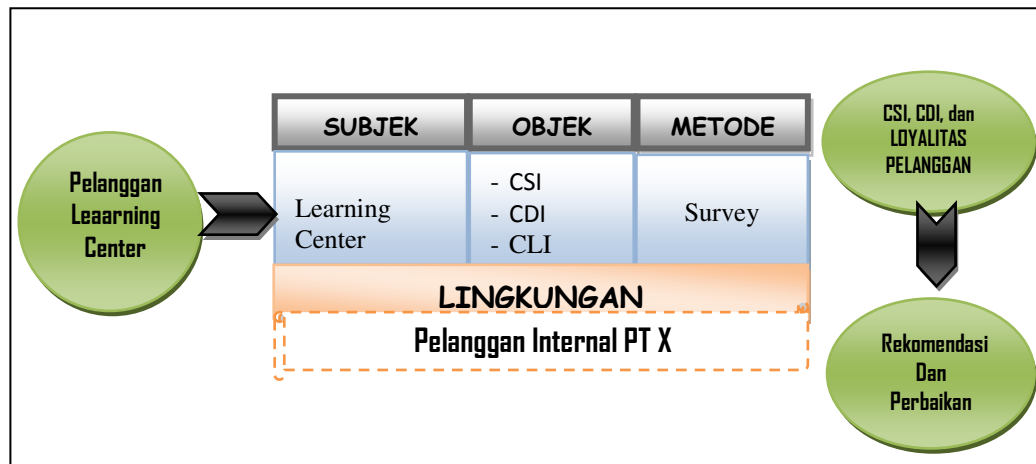 Pelanggan
Leaarning
Center
SUBJEK
OBJEK
METODE
Learning
Center
- CSI
- CDI
- CLI
Survey
LINGKUNGAN
Pelanggan Internal PT X
CSI, CDI, dan
LOYALITAS
PELANGGAN
Rekomendasi
Dan
Perbaikan